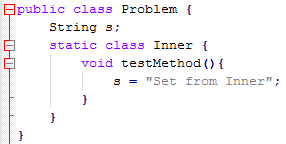 public class Problem {
String s;
static class Inner {
void testMethod(){
s = "Set from Inner";
}
}
}